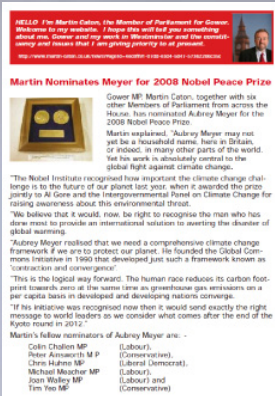 HELLO I'm Martin Caton, the Member of Parliament for Gower.
Welcome to my website. I hope this will tell you something
about me, Gower and my work in Westminster and the constit-
uency and issues that I am giving priority to at present.
Martin Nominates Meyer for 2008 Nobel Peace Prize
Gower MP, Martin Caton, together with six
other Members of Parliament from across the
House, has nominated Aubrey Meyer for the
2008 Nobel Peace Prize.
Martin explained, "Aubrey Meyer may not
yet be a household name, here in Britain,
or indeed, in many other parts of the world.
Yet his work is absolutely central to the
global fight against climate change.
"The Nobel Institute recognised how important the climate change chal-
lenge is to the future of our planet last year, when it awarded the prize
jointly to Al Gore and the Intergovernmental Panel on Climate Change for
raising awareness about this environmental threat.
"We believe that it would, now, be right to recognise the man who has
done most to provide an international solution to averting the disaster of
global warming.
"Aubrey Meyer realised that we need a comprehensive climate change
framework if we are to protect our planet. He founded the Global Com-
mons Initiative in 1990 that developed just such a framework known as
'contraction and convergence'.
"This is the logical way forward. The human race reduces its carbon foot-
print towards zero at the same time as greenhouse gas emissions on a
per capita basis in developed and developing nations converge.
"If his initiative was recognised now then it would send exactly the right
message to world leaders as we consider what comes after the end of the
Kyoto round in 2012."
Martin's fellow nominators of Aubrey Meyer are: -
Colin Challen MP (Labour),
Peter Ainsworth M.P (Conservative),
Chris Huhne MP (Liberal Democrat),
Michael Meacher MP (Labour),
Joan Walley MP (Labour) and
Tim Yeo MP (Conservative)